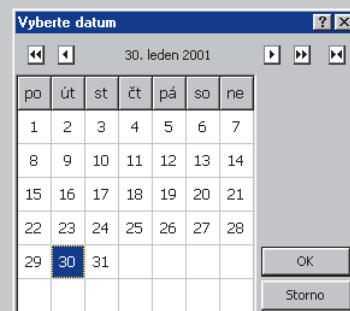 Vyberte datum
30. leden 2001
po út st čt pá so ne
1 2 3 4 5 6 7
8 9 10 11 12 13 14
15 16 17 18 19 20 21
22 23 24 25 26 27 28
29 30 31
OK
Storno